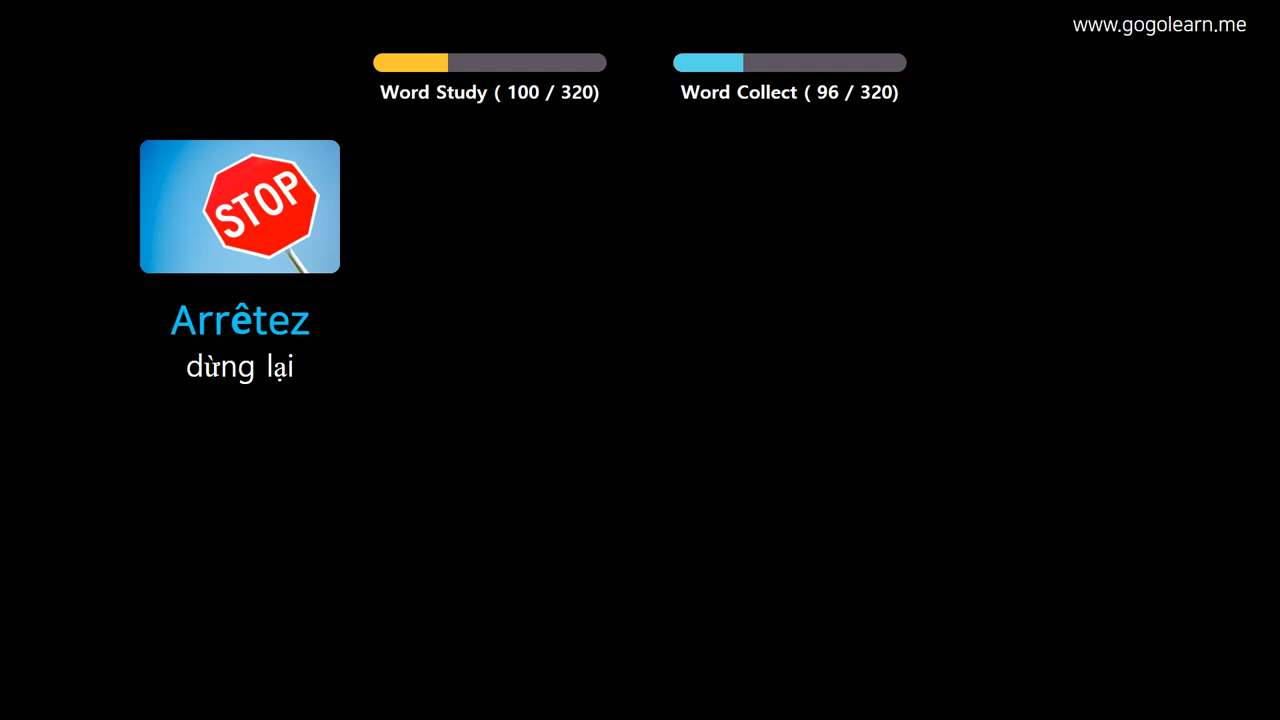 www.gogolearn.me
Word Study ( 100 / 320)
Word Collect ( 96 / 320)
STOP
Arrêtez
dừng lại